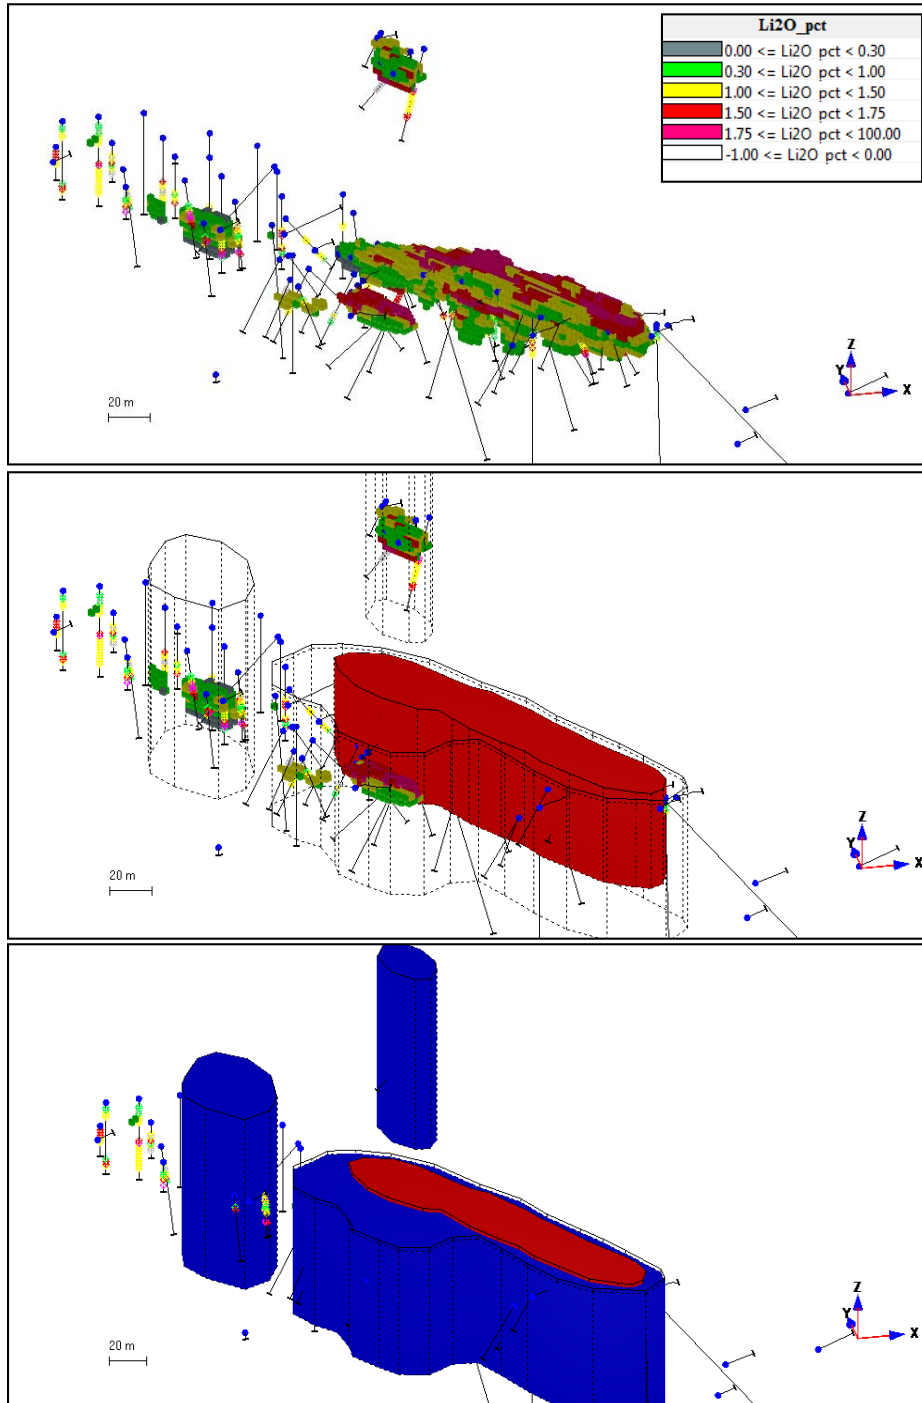 Li2O_pct
0.00 <= Li2O pct < 0.30
0.30 <= Li2O pct < 1.00
1.00 <= Li2O pct < 1.50
1.50 <= Li2O pct < 1.75
1.75 <= Li2O pct < 100.00
-1.00 <= Li2O pct < 0.00
Z
Y
X
20 m
Z
Y
X
20 m
Z
Y
X
20 m